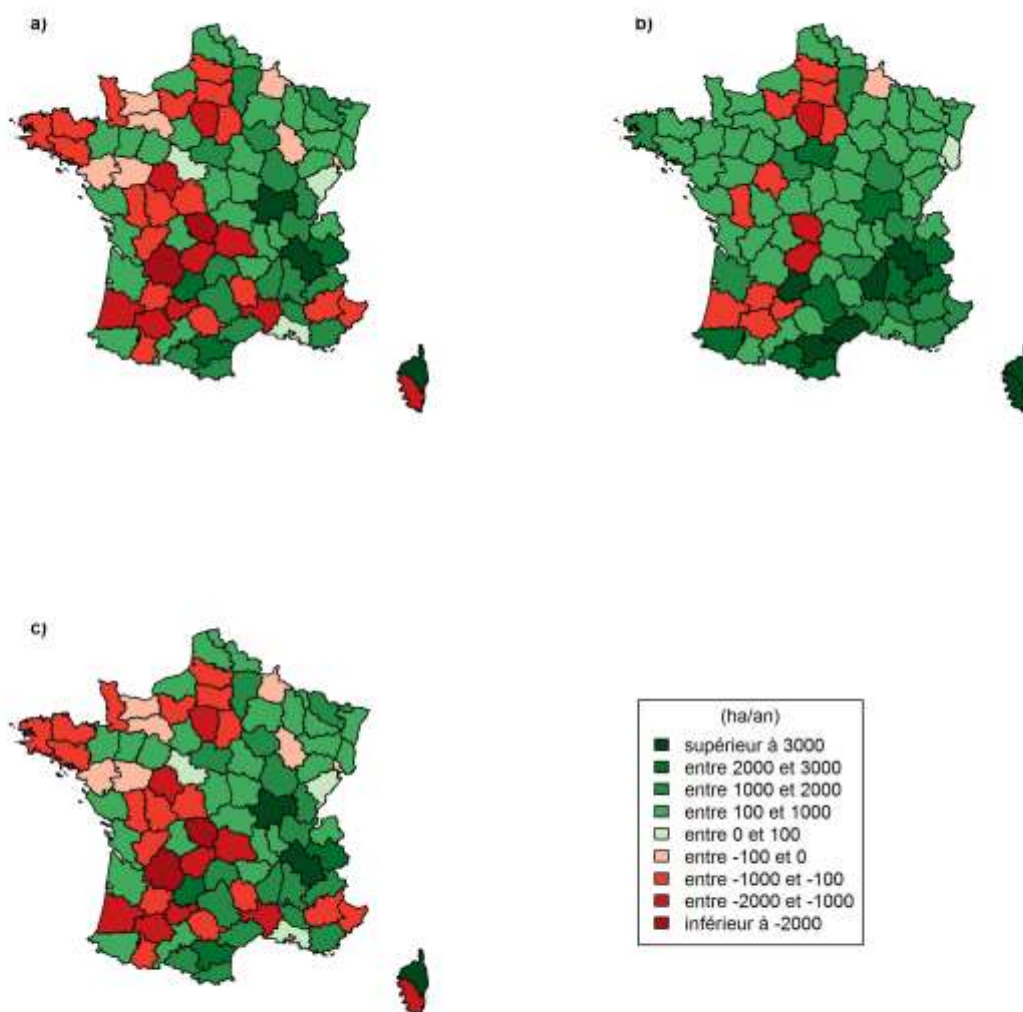 a)
b)
c)
(ha/an)
supérieur à 3000
entre 2000 et 3000
entre 1000 et 2000
entre 100 et 1000
entre 0 et 100
entre -100 et 0
entre -1000 et -100
entre -2000 et -1000
inférieur à -2000